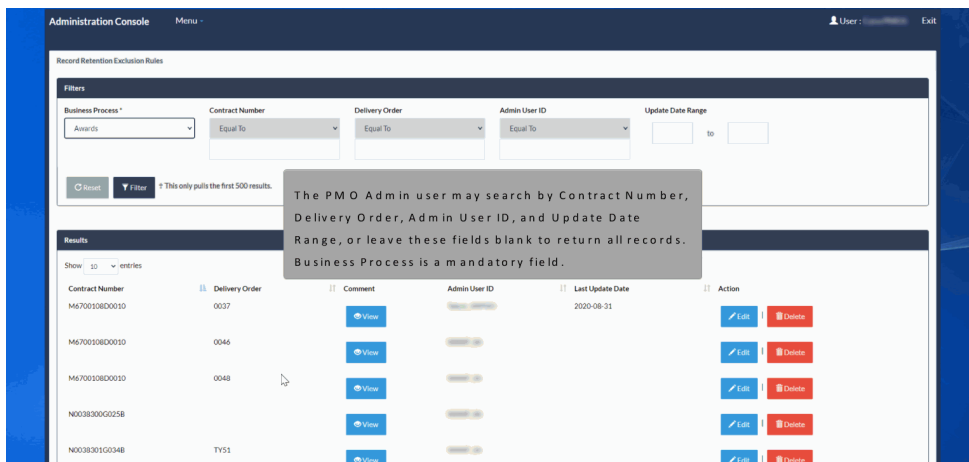 Administration Console Menu User : Exit
Record Retention Exclusion Rules
Filters
Business Process * Contract Number Delivery Order Admin User ID Update Date Range
Awards Equal To Equal To Equal To to
Reset Filter † This only pulls the first 500 results.
The PMO Admin user may search by Contract Number,
Delivery Order, Admin User ID, and Update Date
Range, or leave these fields blank to return all records.
Business Process is a mandatory field.
Results
Show 10 entries
Contract Number Delivery Order Comment Admin User ID Last Update Date Action
M6700108D0010 0037 View 2020-08-31 Edit | Delete
M6700108D0010 0046 View Edit | Delete
M6700108D0010 0048 View Edit | Delete
N0038300G025B View Edit | Delete
N0038301G034B TY51 View Edit | Delete